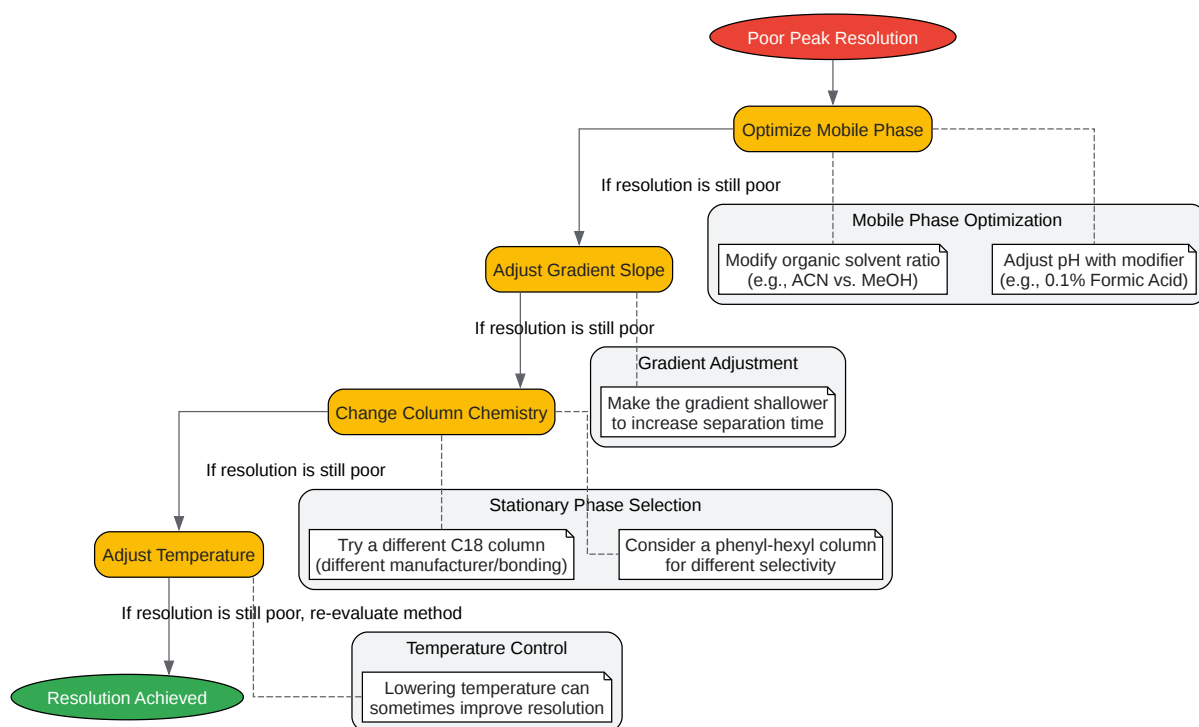 Poor Peak Resolution
Optimize Mobile Phase
If resolution is still poor
Mobile Phase Optimization
Modify organic solvent ratio
(e.g., ACN vs. MeOH)
Adjust pH with modifier
(e.g., 0.1% Formic Acid)
Adjust Gradient Slope
If resolution is still poor
Gradient Adjustment
Make the gradient shallower
to increase separation time
Change Column Chemistry
If resolution is still poor
Stationary Phase Selection
Try a different C18 column
(different manufacturer/bonding)
Consider a phenyl-hexyl column
for different selectivity
Adjust Temperature
If resolution is still poor, re-evaluate method
Temperature Control
Lowering temperature can
sometimes improve resolution
Resolution Achieved